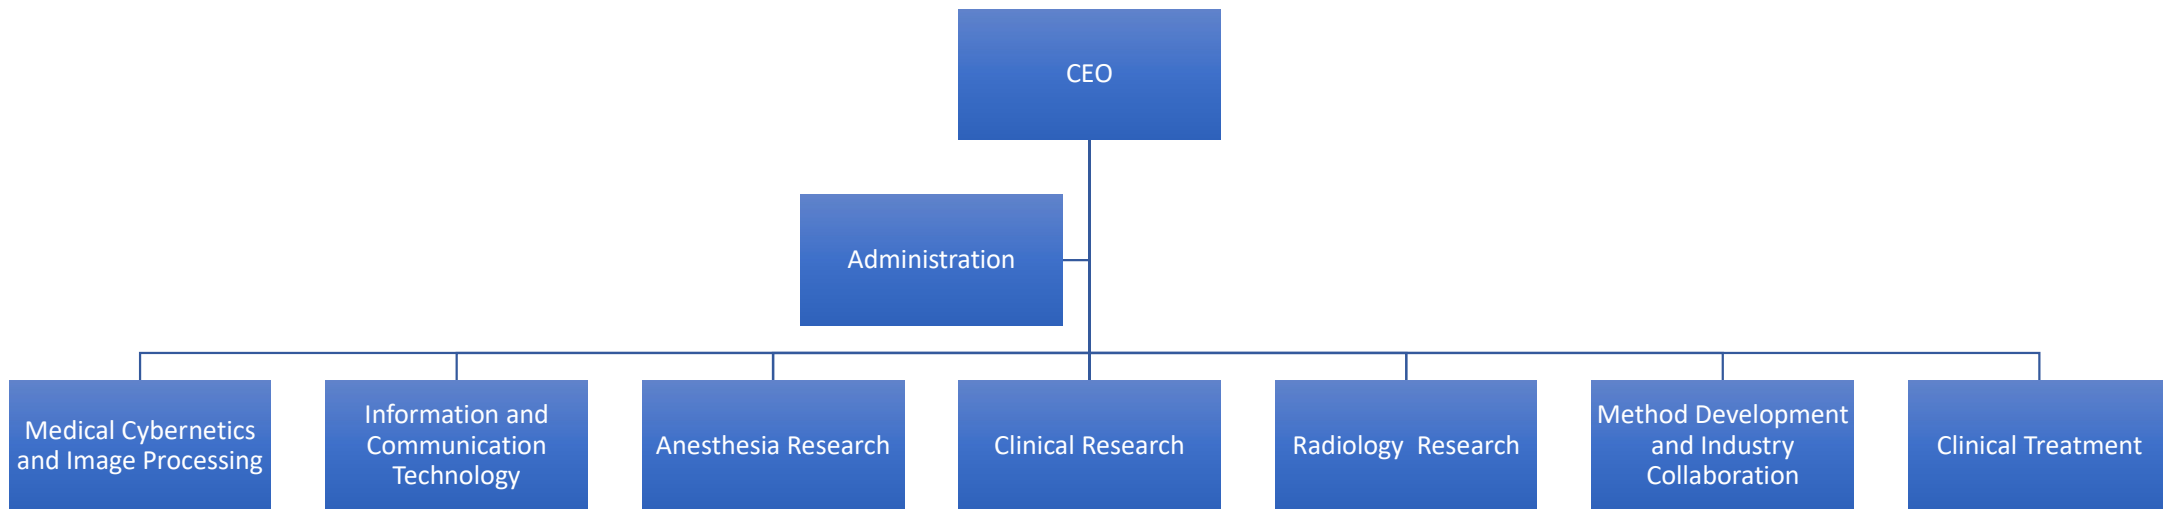 CEO
Administration
Medical Cybernetics
and Image Processing
Information and
Communication
Technology
Anesthesia Research
Clinical Research
Radiology  Research
Method Development
and Industry
Collaboration
Clinical Treatment